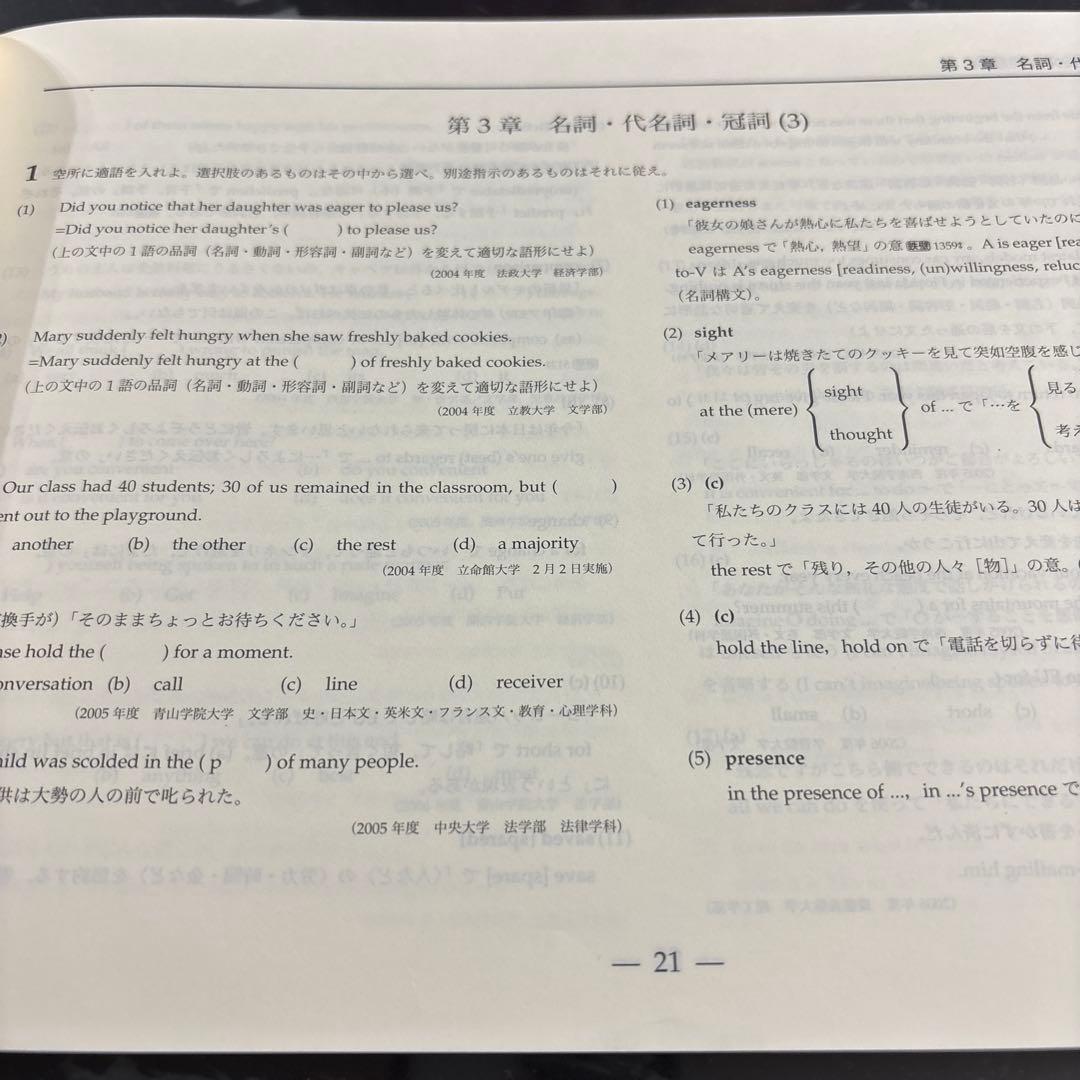 第3章 名詞・
第3章 名詞・代名詞・冠詞 (3)
1 空所に適語を入れよ。選択肢のあるものはその中から選べ。別途指示のあるものはそれに従え。
(1) Did you notice that her daughter was eager to please us?
=Did you notice her daughter's ( ) to please us?
(上の文中の1語の品詞(名詞・動詞・形容詞・副詞など)を変えて適切な語形にせよ)
(2004年度 法政大学 経済学部)
Mary suddenly felt hungry when she saw freshly baked cookies.
=Mary suddenly felt hungry at the ( ) of freshly baked cookies.
(上の文中の1語の品詞(名詞・動詞・形容詞・副詞など)を変えて適切な語形にせよ)
(2004年度 立教大学 文学部)
Our class had 40 students; 30 of us remained in the classroom, but ( )
ent out to the playground.
another (b) the other (c) the rest (d) a majority
(2004年度 立命館大学 2月2日実施)
換手が)「そのままちょっとお待ちください。」
ase hold the ( ) for a moment.
onversation (b) call (c) line (d) receiver
(2005年度 青山学院大学 文学部 史・日本文・英米文・フランス文・教育・心理学科)
hild was scolded in the ( p ) of many people.
供は大勢の人の前で叱られた。
(2005年度 中央大学 法学部 法律学科)
(1) eagerness
「彼女の娘さんが熱心に私たちを喜ばせようとしていたのに
eagerness で「熱心, 熱望」の意 鉄壁 1359 。A is eager [rea
to-V は A's eagerness [readiness, (un)willingness, reluc
(名詞構文)。
(2) sight
「メアリーは焼きたてのクッキーを見て突如空腹を感じ
at the (mere) { sight } of ... で「…を { 見る
thought 考え
(3) (c)
「私たちのクラスには40人の生徒がいる。30人は
て行った。」
the rest で「残り, その他の人々[物]」の意。
(4) (c)
hold the line, hold on で「電話を切らずに待
(5) presence
in the presence of ..., in ...'s presence で
— 21 —